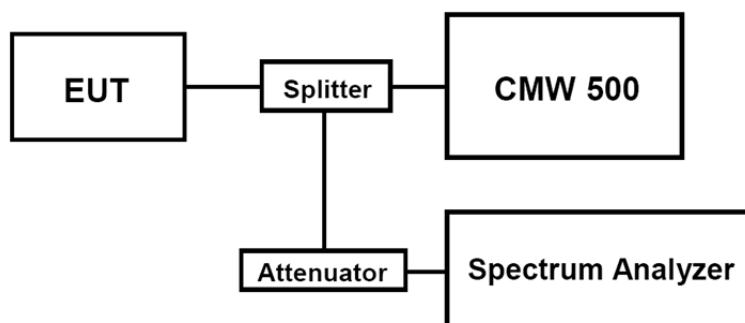 EUT
Splitter
CMW 500
Attenuator
Spectrum Analyzer